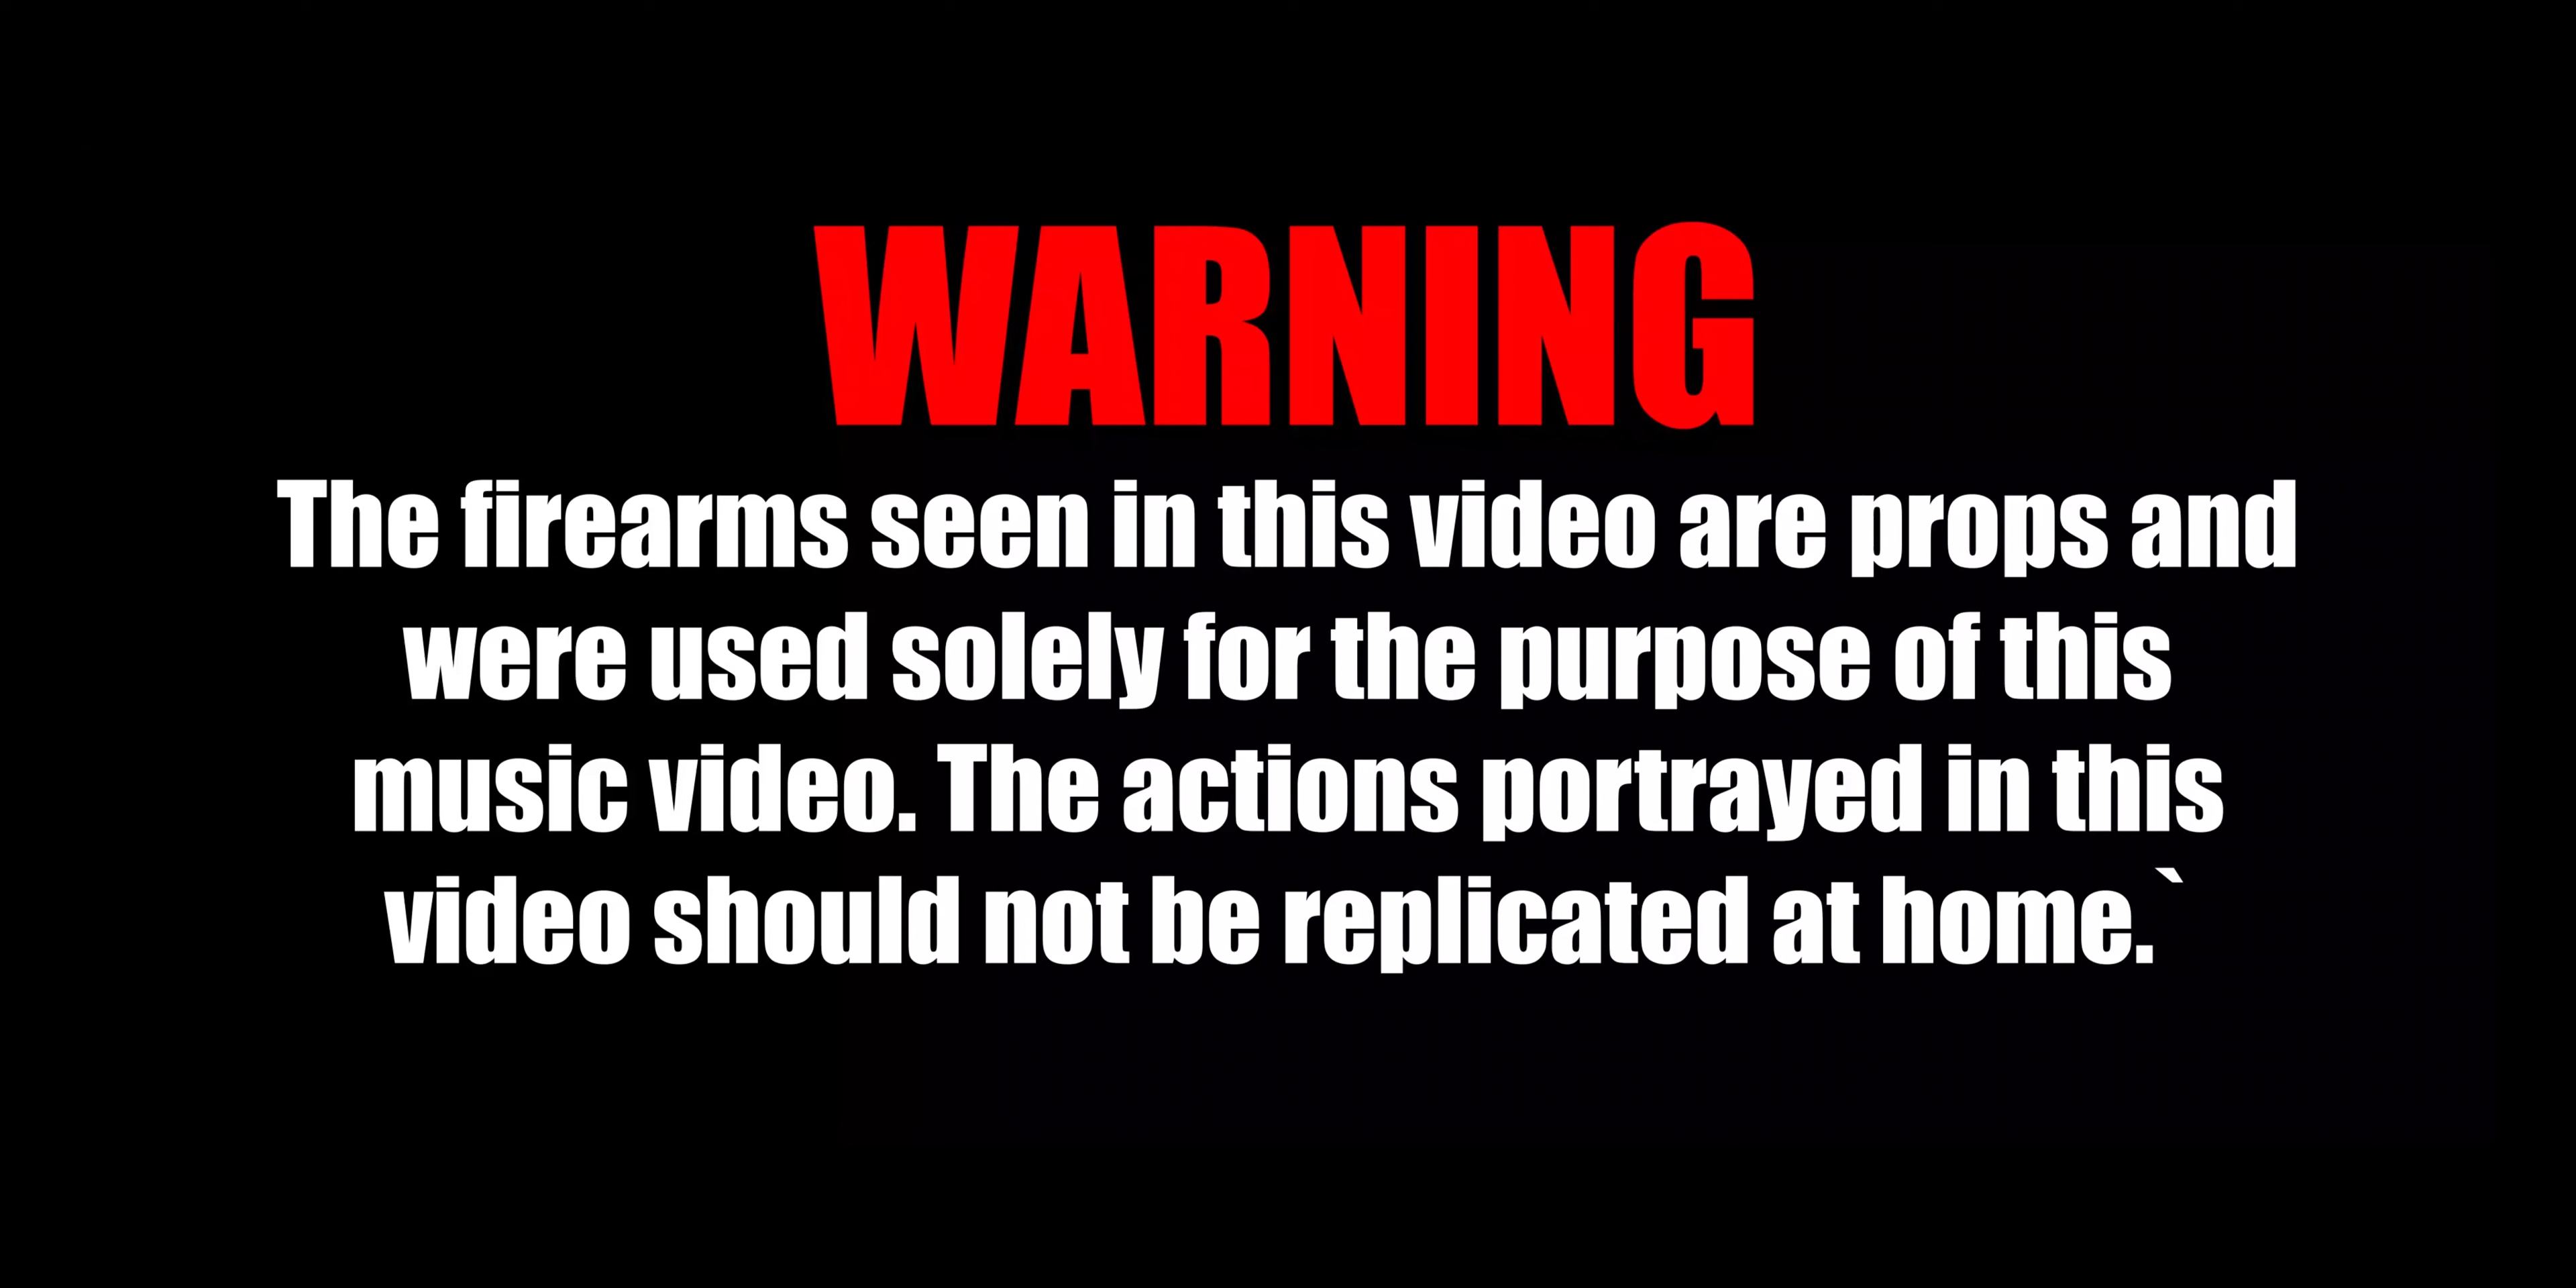 WARNING
The firearms seen in this video are props and
were used solely for the purpose of this
music video. The actions portrayed in this
video should not be replicated at home.`